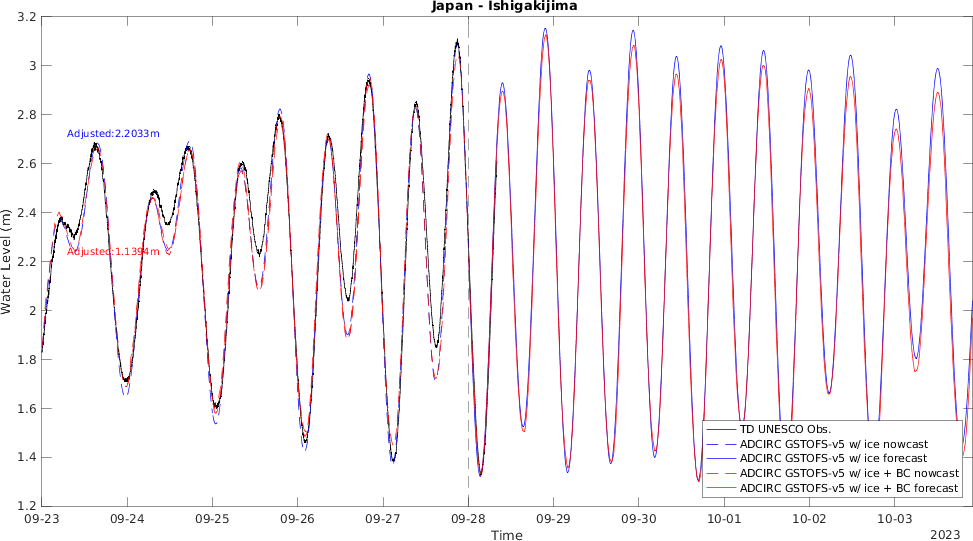 Japan - Ishigakijima
3.2
3
2.8
2.6
2.4
2.2
2
1.8
1.6
1.4
1.2
Water Level (m)
Adjusted:2.2033m
Adjusted:1.1394m
TD UNESCO Obs.
ADCIRC GSTOFS-v5 w/ ice nowcast
ADCIRC GSTOFS-v5 w/ ice forecast
ADCIRC GSTOFS-v5 w/ ice + BC nowcast
ADCIRC GSTOFS-v5 w/ ice + BC forecast
09-23 09-24 09-25 09-26 09-27 09-28 09-29 09-30 10-01 10-02 10-03
Time
2023